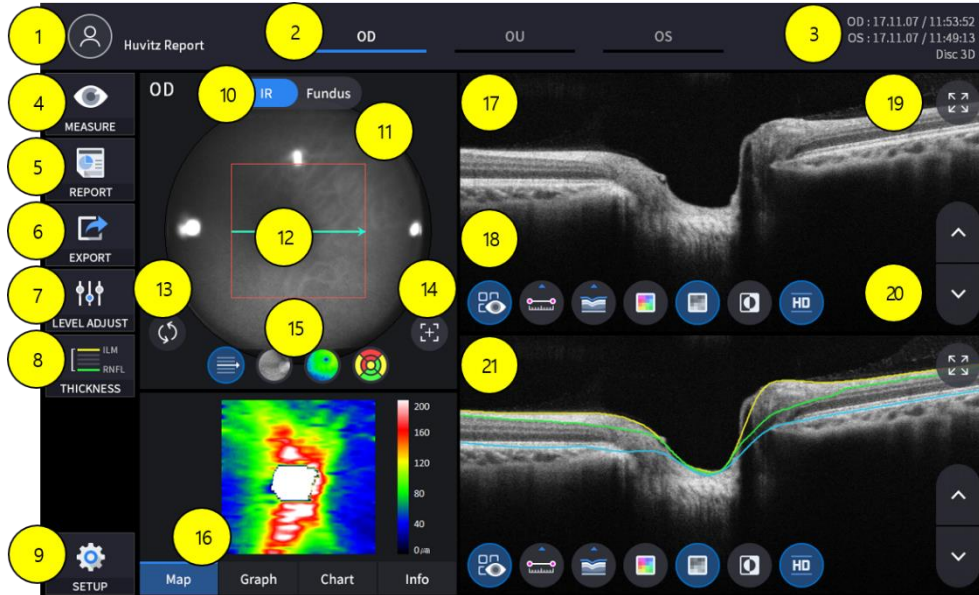 1
Huvitz Report
2
OD
OU
OS
3
OD : 17.11.07 / 11:53:52
OS : 17.11.07 / 11:49:13
Disc 3D
4
MEASURE
5
REPORT
6
EXPORT
7
LEVEL ADJUST
8
ILM
RNFL
THICKNESS
9
SETUP
OD
10
IR
Fundus
11
12
13
14
15
200
160
120
80
40
0㎛
16
Map
Graph
Chart
Info
17
18
19
20
HD
21
HD